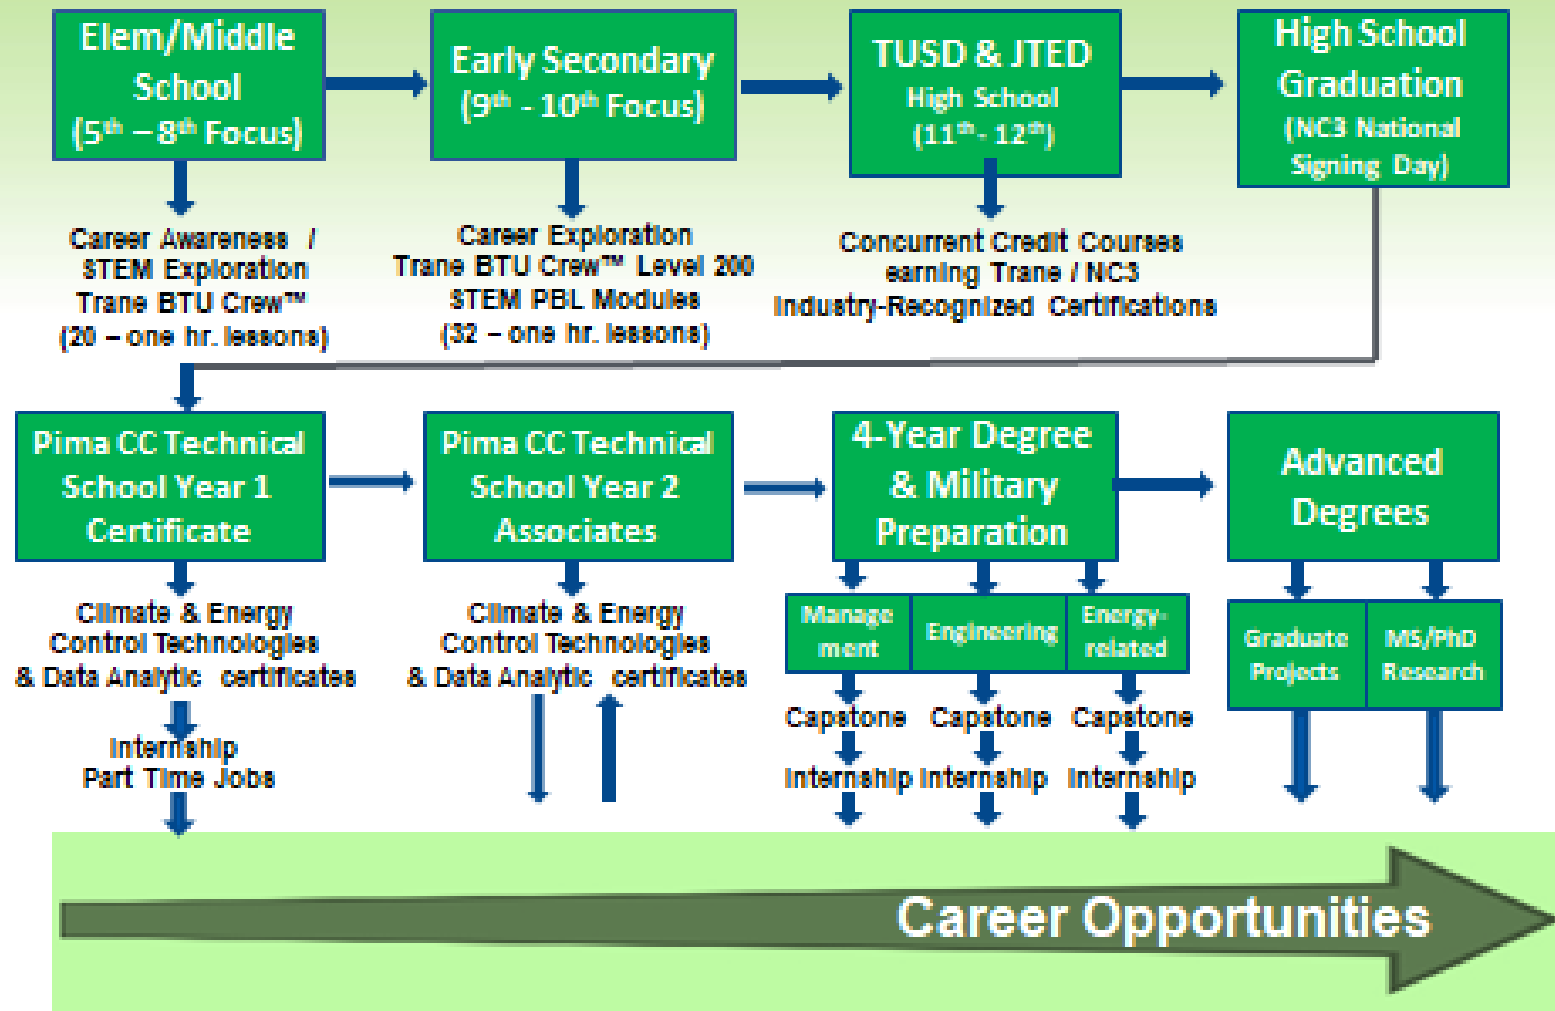 Elem/Middle
School
(5th – 8th Focus)
Early Secondary
(9th - 10th Focus)
TUSD & JTED
High School
(11th - 12th)
High School
Graduation
(NC3 National
Signing Day)
Career Awareness /
STEM Exploration
Trane BTU Crew™
(20 – one hr. lessons)
Career Exploration
Trane BTU Crew™ Level 200
STEM PBL Modules
(32 – one hr. lessons)
Concurrent Credit Courses
earning Trane / NC3
Industry-Recognized Certifications
Pima CC Technical
School Year 1
Certificate
Pima CC Technical
School Year 2
Associates
4-Year Degree
& Military
Preparation
Advanced
Degrees
Climate & Energy
Control Technologies
& Data Analytic certificates
Internship
Part Time Jobs
Climate & Energy
Control Technologies
& Data Analytic certificates
Manage
ment
Engineering
Energy-
related
Capstone Capstone Capstone
Internship Internship Internship
Graduate
Projects
MS/PhD
Research
Career Opportunities